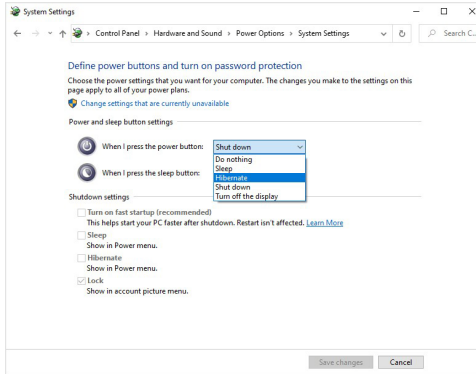 System Settings
Control Panel > Hardware and Sound > Power Options > System Settings
Search C...
Define power buttons and turn on password protection
Choose the power settings that you want for your computer. The changes you make to the settings on this
page apply to all of your power plans.
Change settings that are currently unavailable
Power and sleep button settings
When I press the power button: Shut down
Do nothing
Sleep
Hibernate
When I press the sleep button: Shut down
Turn off the display
Shutdown settings
Turn on fast startup (recommended)
This helps start your PC faster after shutdown. Restart isn't affected. Learn More
Sleep
Show in Power menu.
Hibernate
Show in Power menu.
Lock
Show in account picture menu.
Save changes Cancel